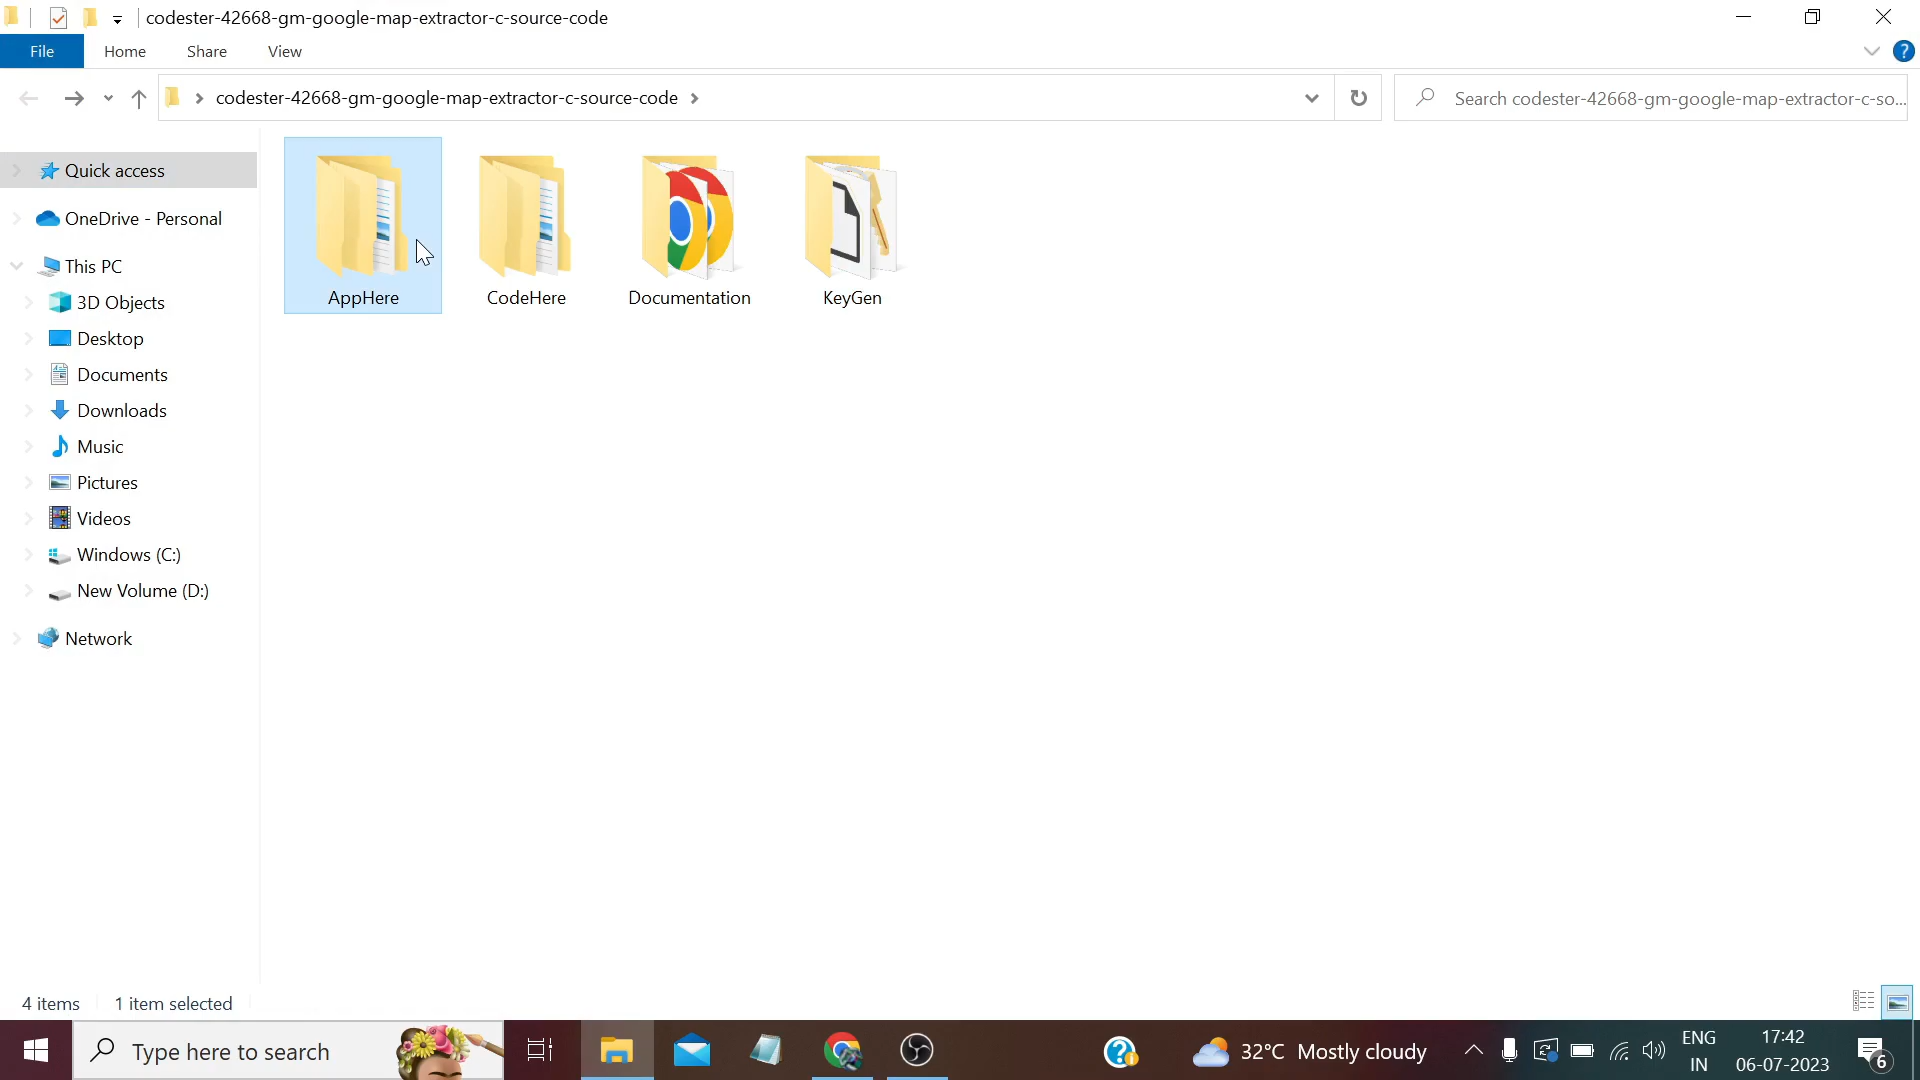 codester-42668-gm-google-map-extractor-c-source-code
File Home Share View
?
codester-42668-gm-google-map-extractor-c-source-code
Search codester-42668-gm-google-map-extractor-c-so...
Quick access
OneDrive - Personal
This PC
3D Objects
Desktop
Documents
Downloads
Music
Pictures
Videos
Windows (C:)
New Volume (D:)
Network
AppHere CodeHere Documentation KeyGen
4 items 1 item selected
Type here to search
32°C Mostly cloudy
ENG
IN
17:42
06-07-2023
6